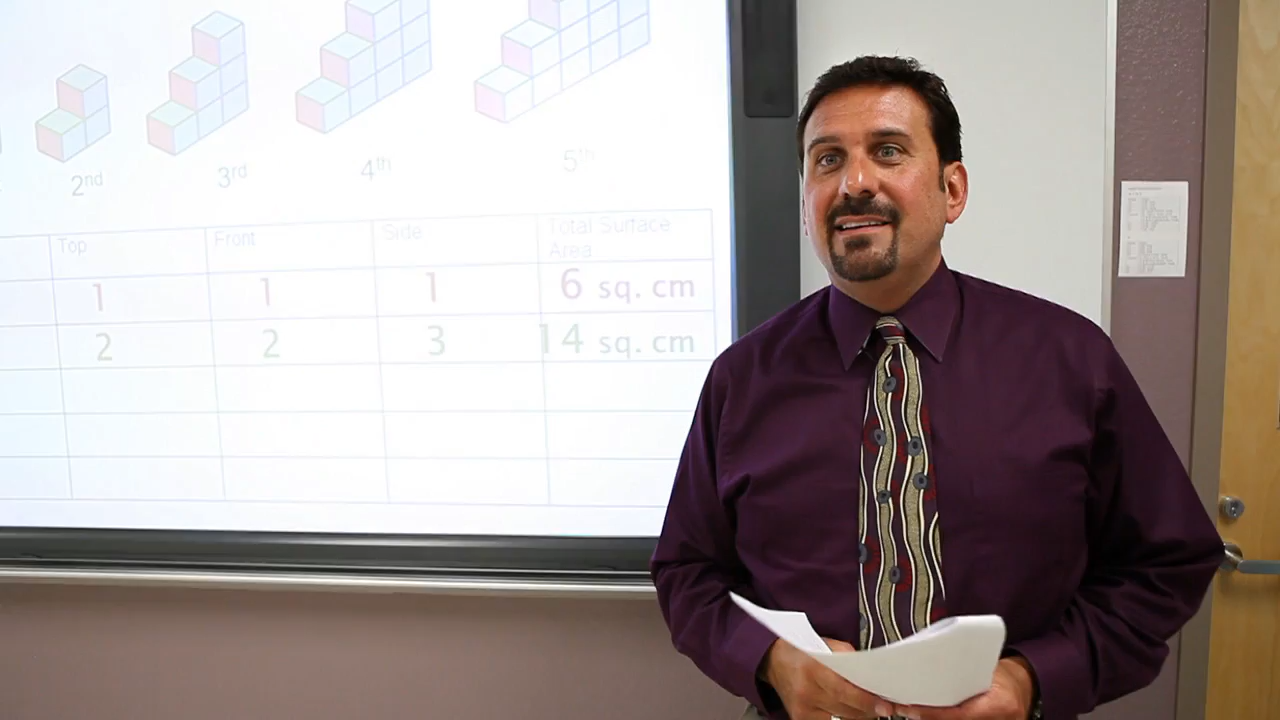 2nd
3rd
4th
5th
Top Front Side Total Surface
Area
1 1 1 6 sq. cm
2 2 3 14 sq. cm